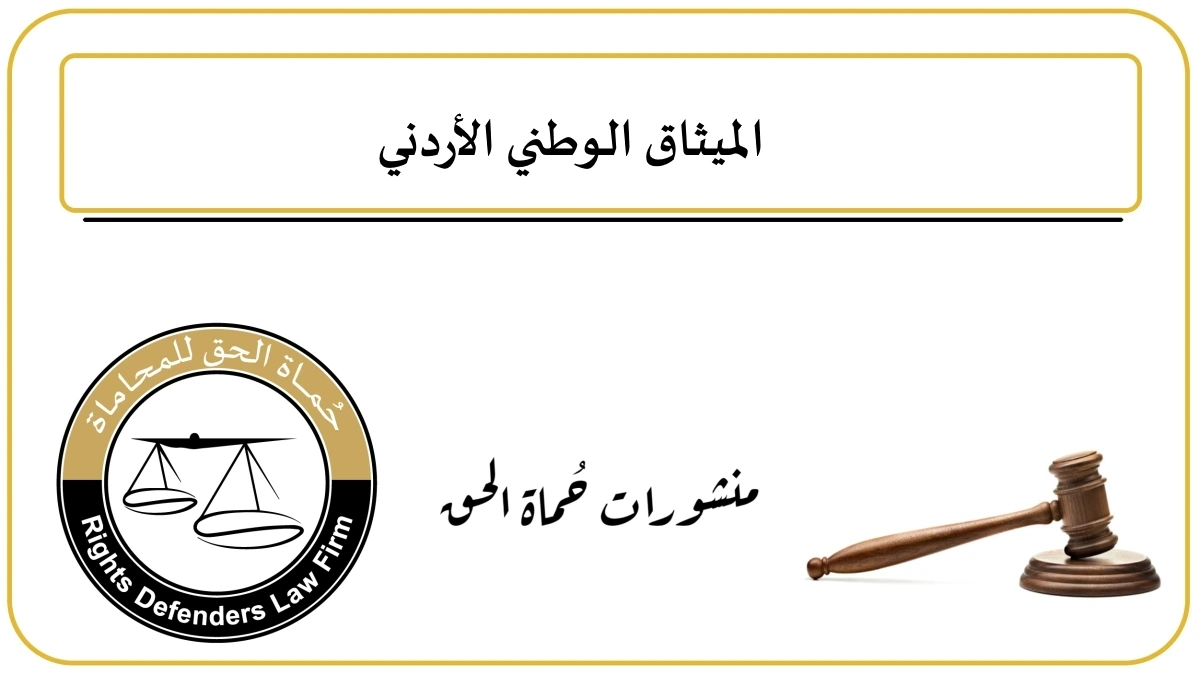 الميثاق الوطني الأردني
حُماة الحق للمحاماة
Rights Defenders Law Firm
منشورات حُماة الحق